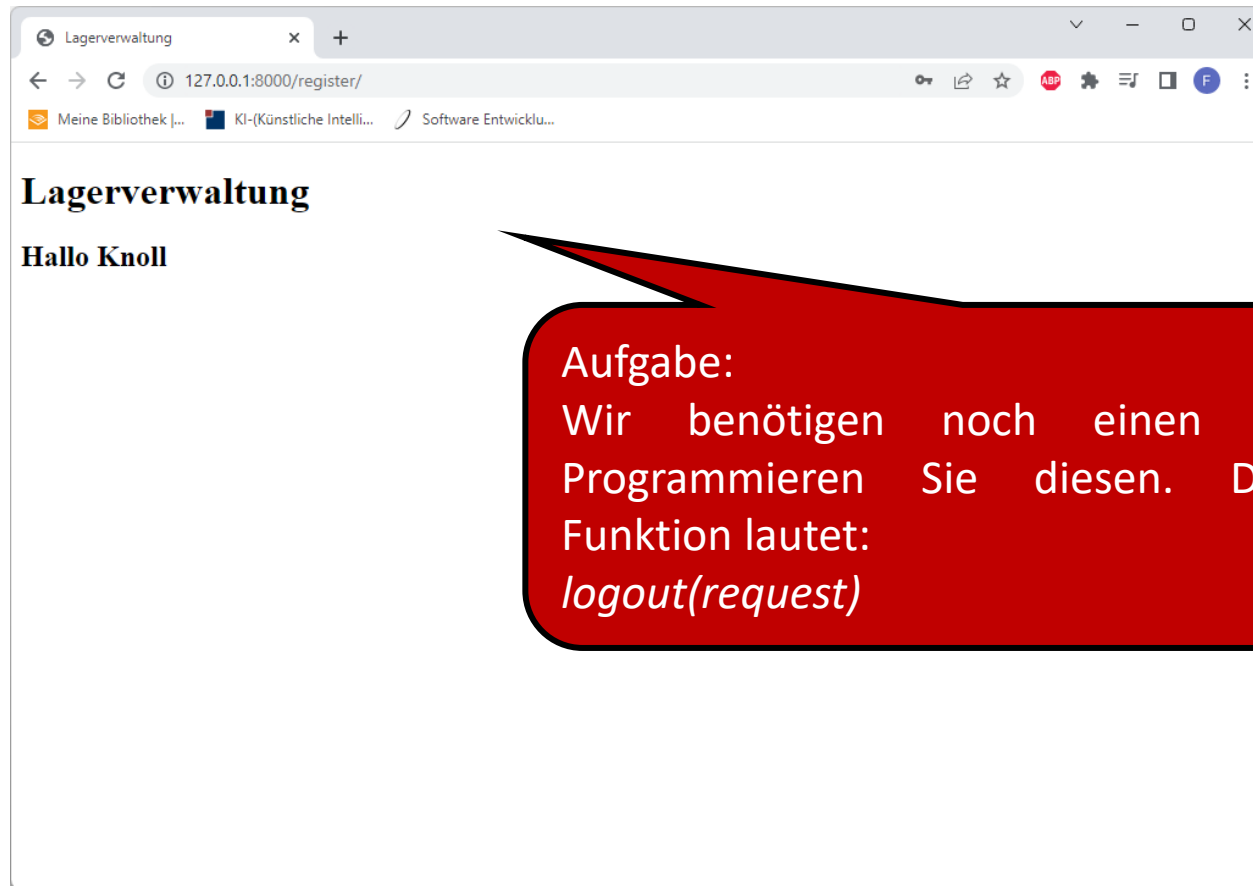 Lagerverwaltung
127.0.0.1:8000/register/
ABP
F
Meine Bibliothek |...
KI-(Künstliche Intelli...
Software Entwicklu...
Lagerverwaltung
Hallo Knoll
Aufgabe:
Wir benötigen noch einen
Programmieren Sie diesen. D
Funktion lautet:
logout(request)